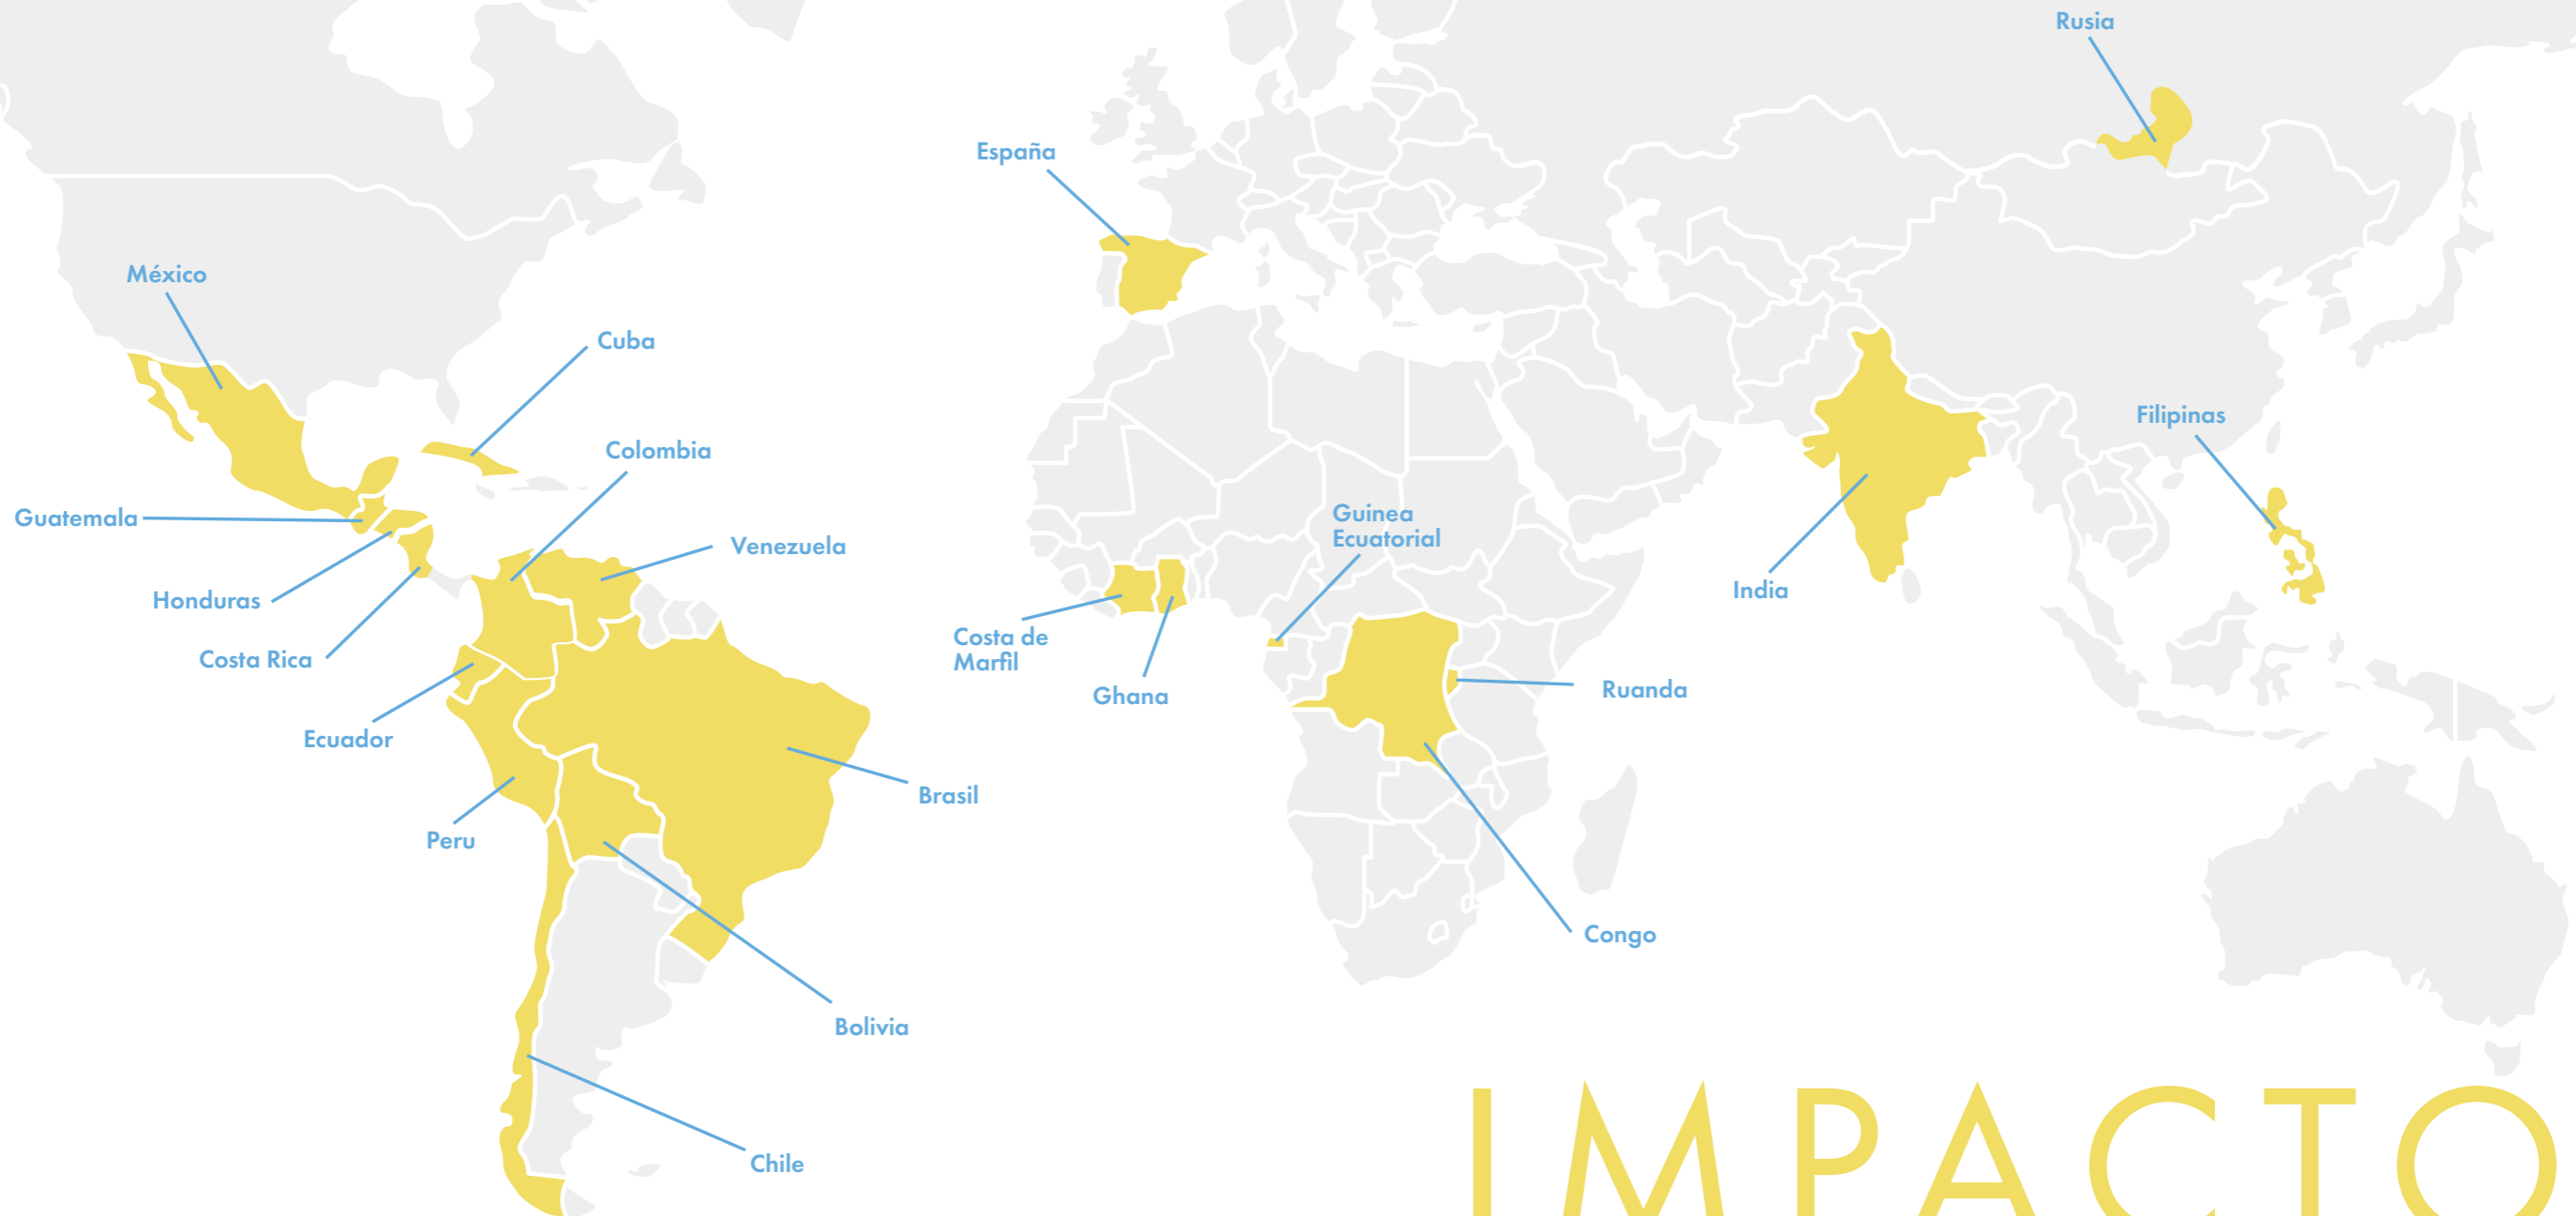 Rusia
España
México
Cuba
Filipinas
Colombia
Guinea
Ecuatorial
Guatemala
Venezuela
India
Honduras
Costa de
Marfil
Costa Rica
Ghana
Ruanda
Ecuador
Brasil
Peru
Congo
Bolivia
Chile
IMPACTO